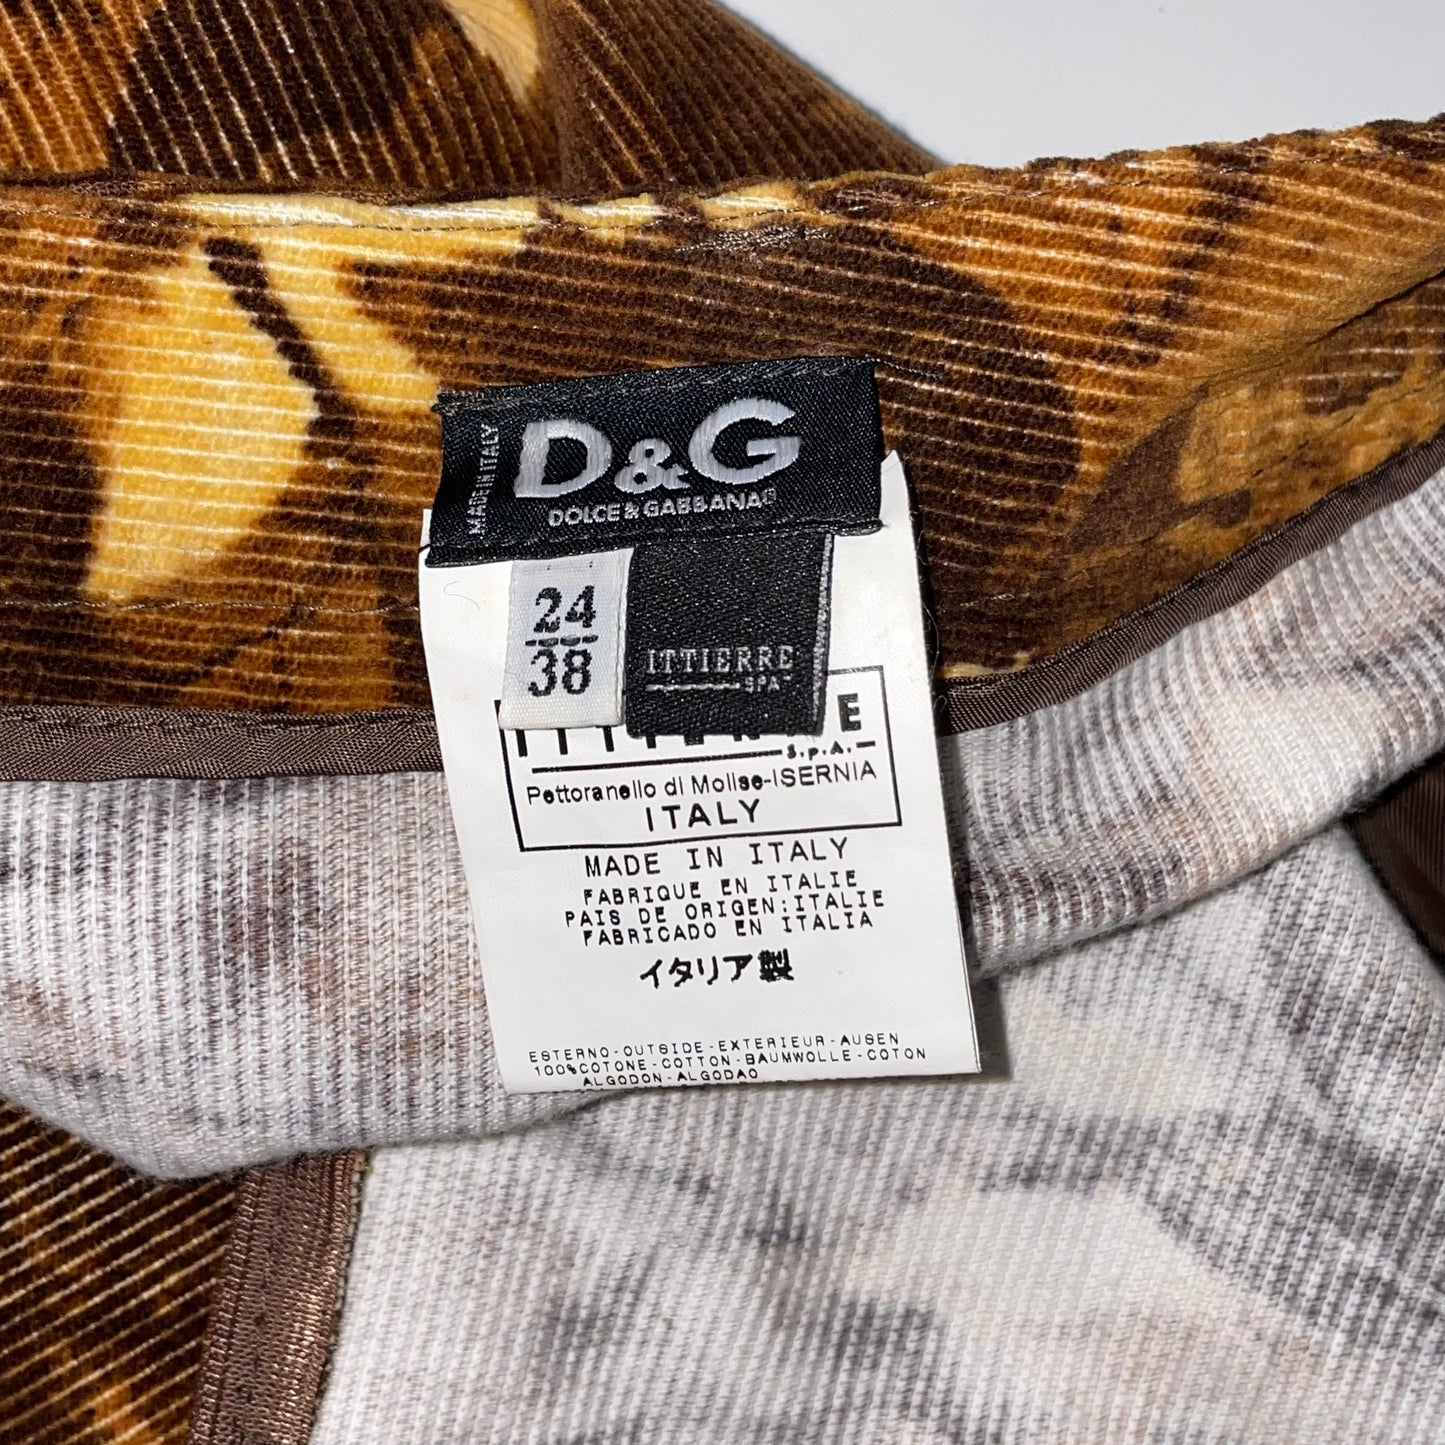 MADE IN ITALY
D&G
DOLCE & GABBANA
24
38
ITTIERRE
SPA
S.p.A.
Pettoranello di Molise-ISERNIA
ITALY
MADE IN ITALY
FABRIQUE EN ITALIE
PAIS DE ORIGEN:ITALIE
FABRICADO EN ITALIA
イタリア製
ESTERNO-OUTSIDE-EXTERIEUR-AUSEN
100%COTONE-COTTON-BAUMWOLLE-COTON
ALGODON-ALGODAO